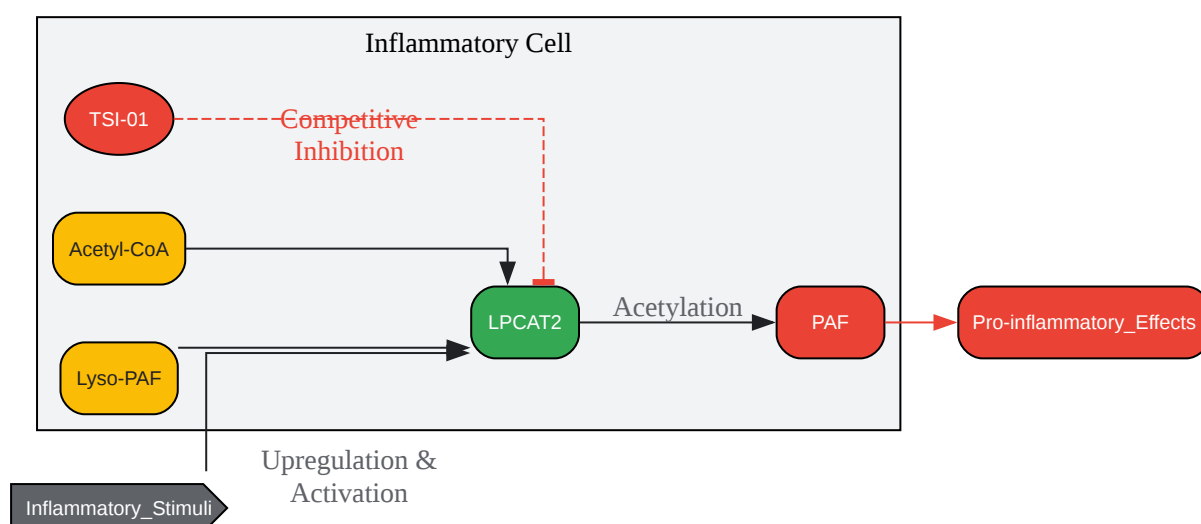 Inflammatory Cell
TSI-01
Competitive
Inhibition
Acetyl-CoA
LPCAT2
Acetylation
PAF
Pro-inflammatory_Effects
Lyso-PAF
Upregulation &
Activation
Inflammatory_Stimuli